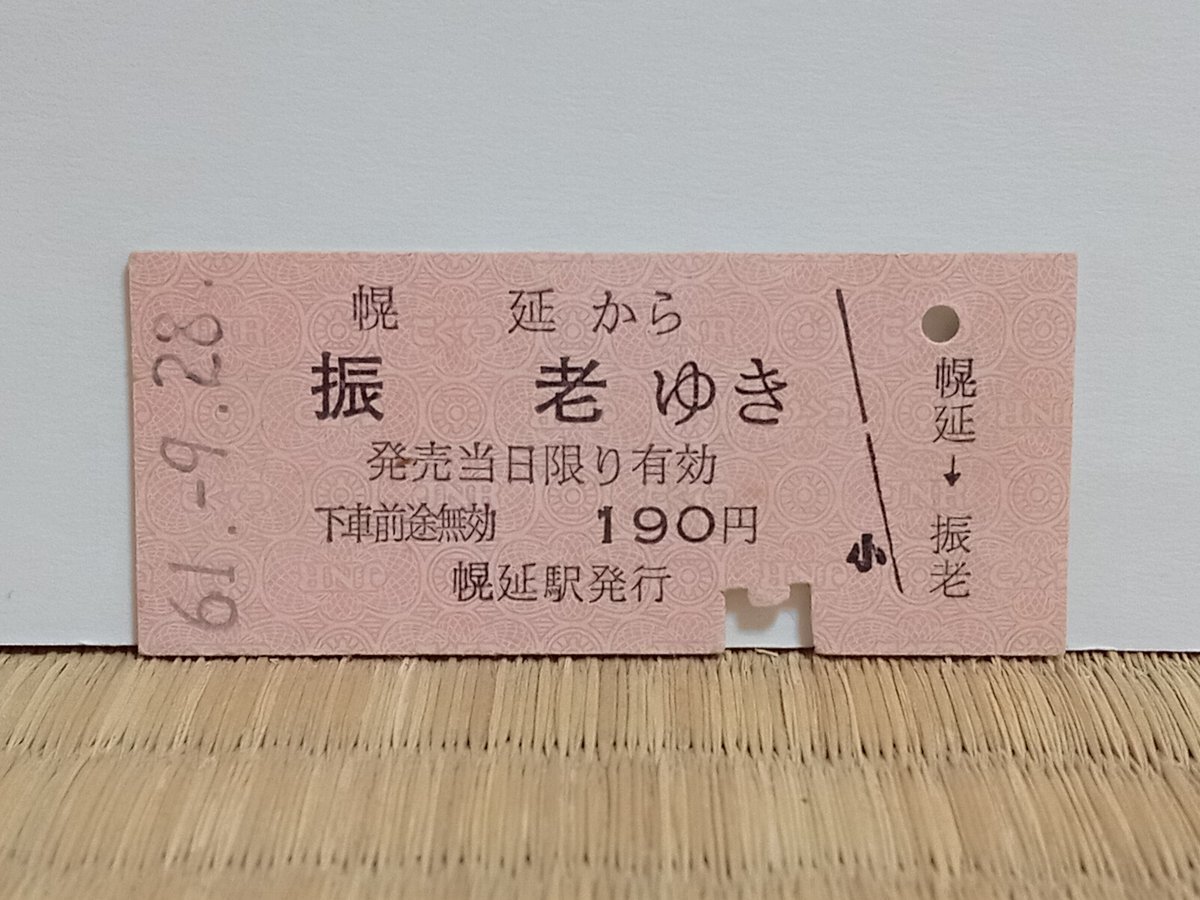 61.-9.28.
幌 延から
振 老ゆき
発売当日限り有効
下車前途無効 190円
幌延駅発行
小
幌延→振老